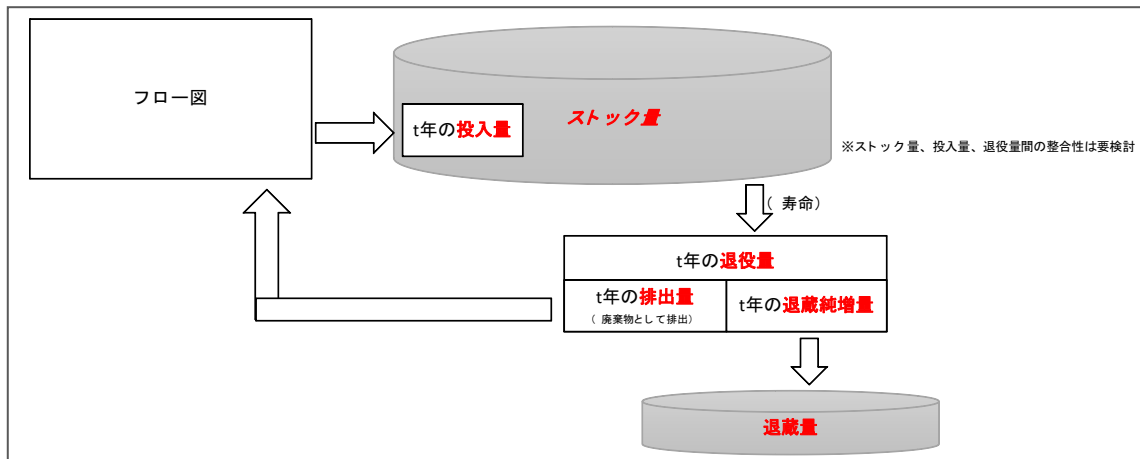 フロー図
t年の投入量
ストック量
※ストック量、投入量、退役量間の整合性は要検討
（寿命）
t年の退役量
t年の排出量
（廃棄物として排出）
t年の退蔵純増量
退蔵量